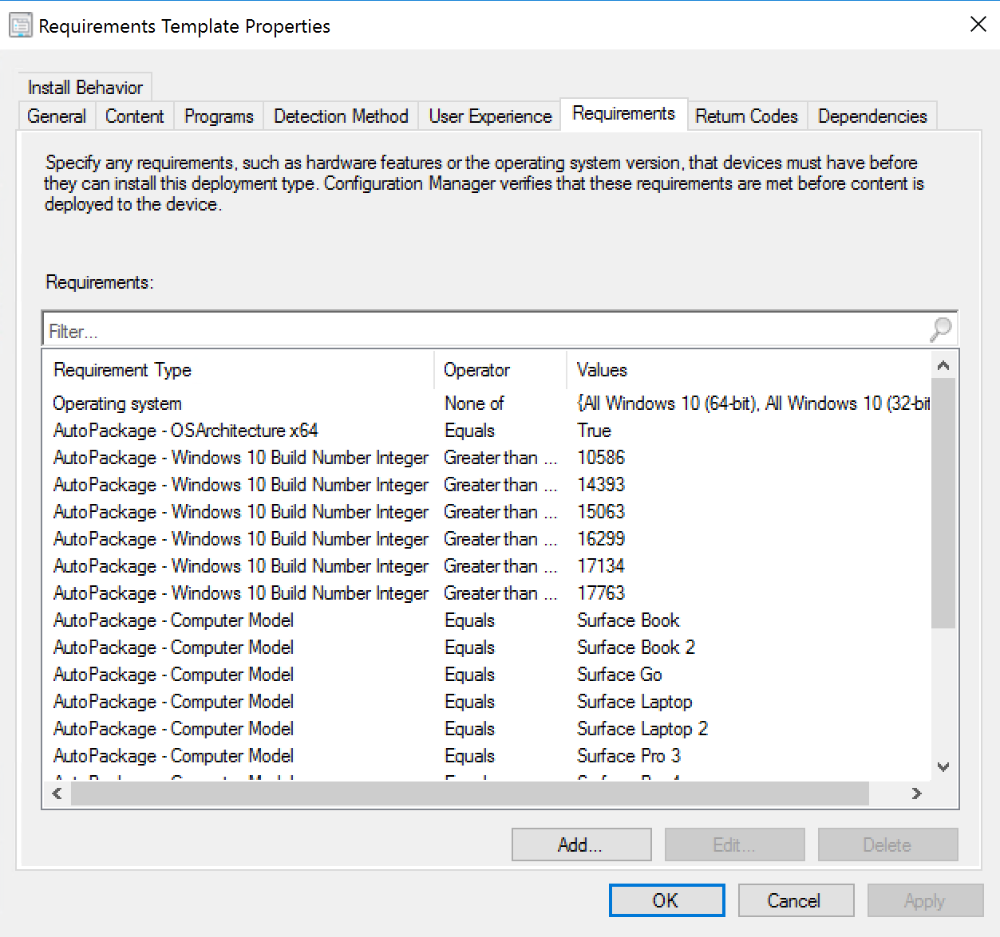 Requirements Template Properties
Install Behavior
General Content Programs Detection Method User Experience Requirements Return Codes Dependencies
Specify any requirements, such as hardware features or the operating system version, that devices must have before
they can install this deployment type. Configuration Manager verifies that these requirements are met before content is
deployed to the device.
Requirements:
Filter...
Requirement Type Operator Values
Operating system None of {All Windows 10 (64-bit), All Windows 10 (32-bit
AutoPackage - OSArchitecture x64 Equals True
AutoPackage - Windows 10 Build Number Integer Greater than ... 10586
AutoPackage - Windows 10 Build Number Integer Greater than ... 14393
AutoPackage - Windows 10 Build Number Integer Greater than ... 15063
AutoPackage - Windows 10 Build Number Integer Greater than ... 16299
AutoPackage - Windows 10 Build Number Integer Greater than ... 17134
AutoPackage - Windows 10 Build Number Integer Greater than ... 17763
AutoPackage - Computer Model Equals Surface Book
AutoPackage - Computer Model Equals Surface Book 2
AutoPackage - Computer Model Equals Surface Go
AutoPackage - Computer Model Equals Surface Laptop
AutoPackage - Computer Model Equals Surface Laptop 2
AutoPackage - Computer Model Equals Surface Pro 3
Add... Edit... Delete
OK Cancel Apply